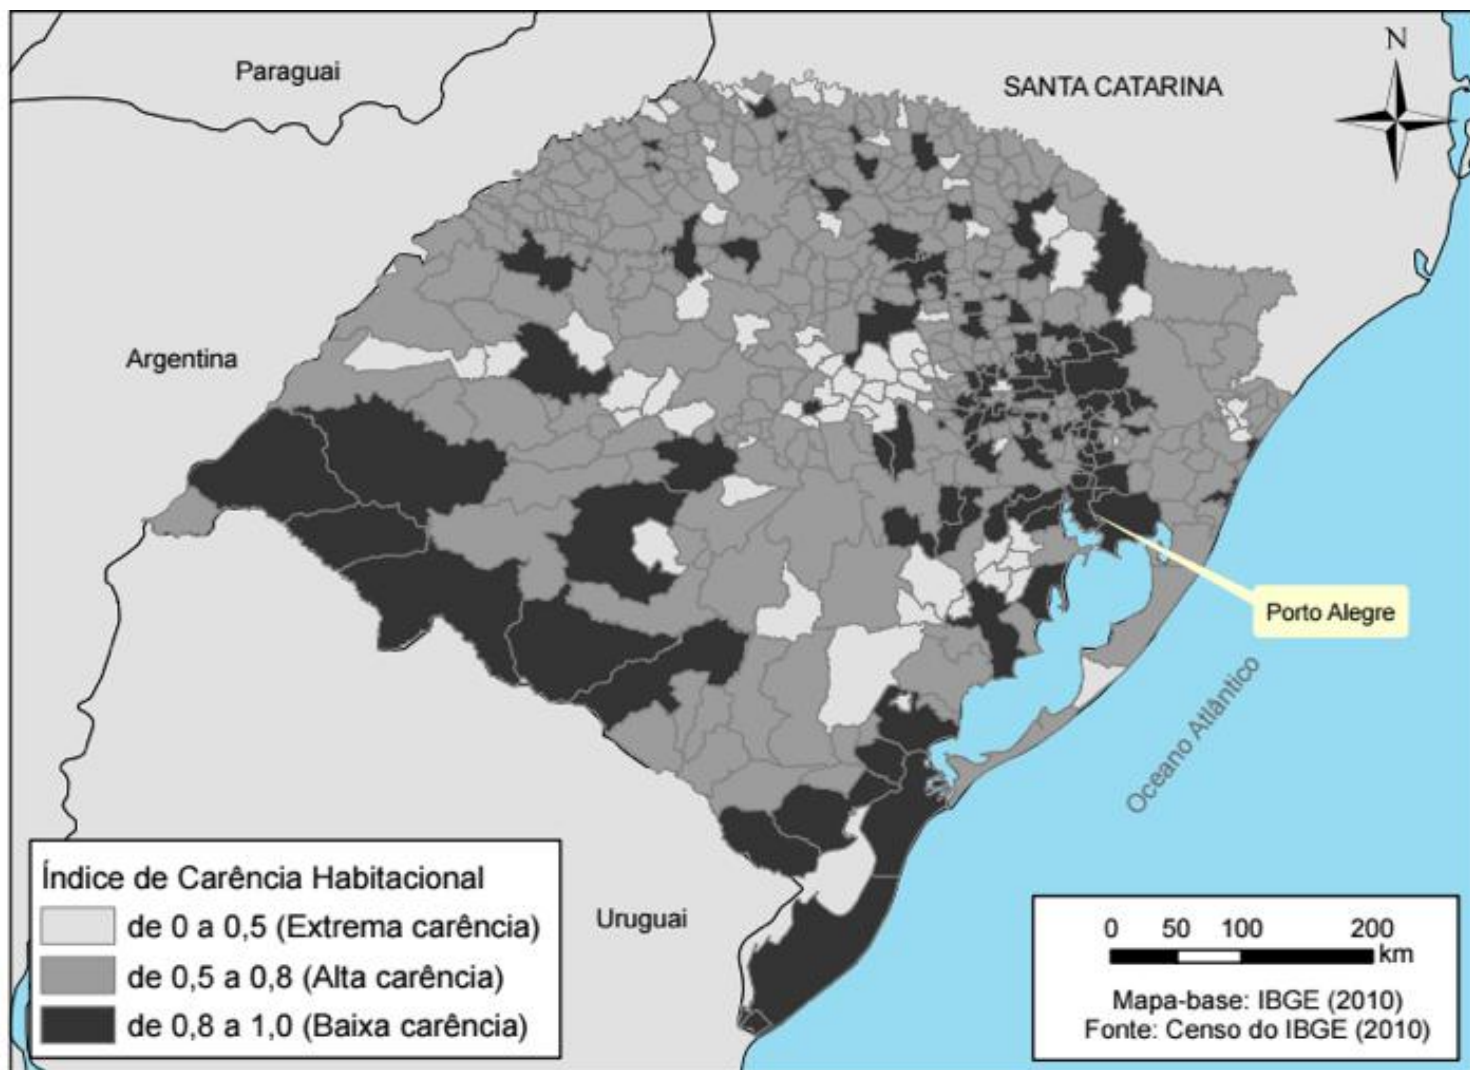 Paraguai
SANTA CATARINA
N
Argentina
Porto Alegre
Oceano Atlântico
Uruguai
Índice de Carência Habitacional
de 0 a 0,5 (Extrema carência)
de 0,5 a 0,8 (Alta carência)
de 0,8 a 1,0 (Baixa carência)
0 50 100 200
km
Mapa-base: IBGE (2010)
Fonte: Censo do IBGE (2010)